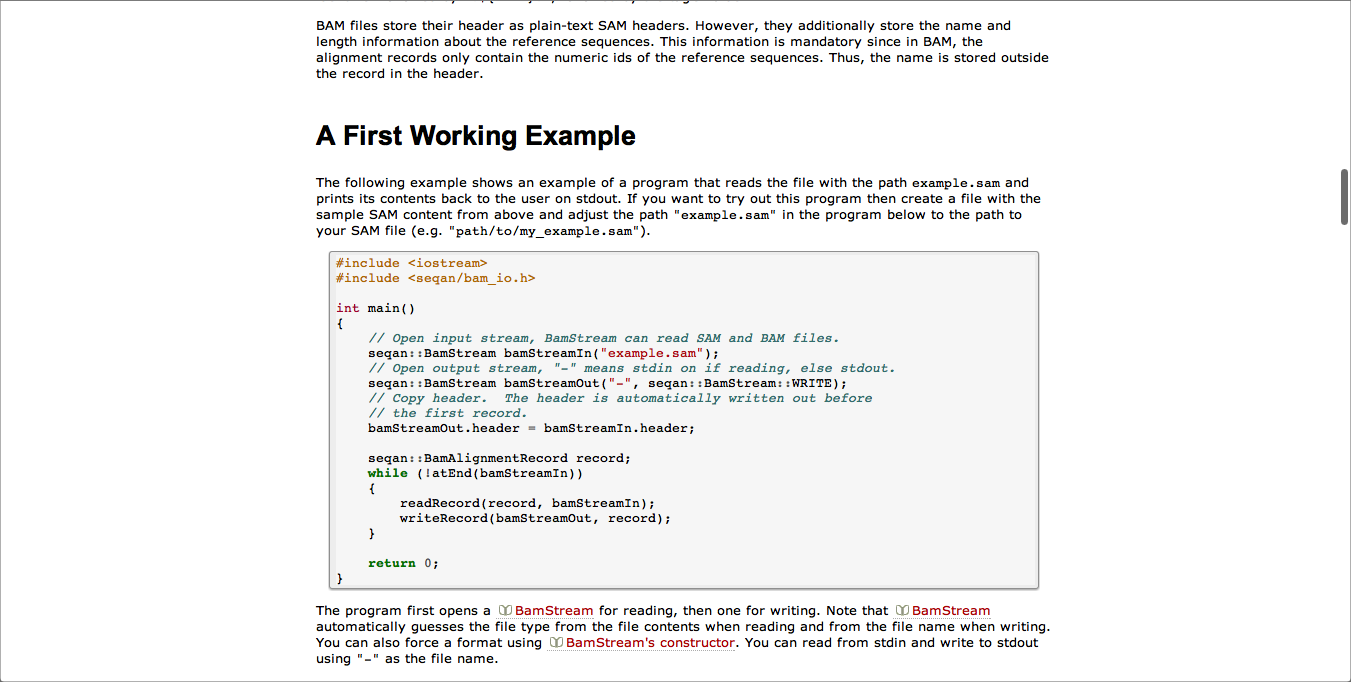 BAM files store their header as plain-text SAM headers. However, they additionally store the name and
length information about the reference sequences. This information is mandatory since in BAM, the
alignment records only contain the numeric ids of the reference sequences. Thus, the name is stored outside
the record in the header.
A First Working Example
The following example shows an example of a program that reads the file with the path example.sam and
prints its contents back to the user on stdout. If you want to try out this program then create a file with the
sample SAM content from above and adjust the path "example.sam" in the program below to the path to
your SAM file (e.g. "path/to/my_example.sam").
#include <iostream>
#include <seqan/bam_io.h>
int main()
{
    // Open input stream, BamStream can read SAM and BAM files.
    seqan::BamStream bamStreamIn("example.sam");
    // Open output stream, "-" means stdin on if reading, else stdout.
    seqan::BamStream bamStreamOut("-", seqan::BamStream::WRITE);
    // Copy header.  The header is automatically written out before
    // the first record.
    bamStreamOut.header = bamStreamIn.header;
    seqan::BamAlignmentRecord record;
    while (!atEnd(bamStreamIn))
    {
        readRecord(record, bamStreamIn);
        writeRecord(bamStreamOut, record);
    }
    return 0;
}
The program first opens a BamStream for reading, then one for writing. Note that BamStream
automatically guesses the file type from the file contents when reading and from the file name when writing.
You can also force a format using BamStream's constructor. You can read from stdin and write to stdout
using "-" as the file name.